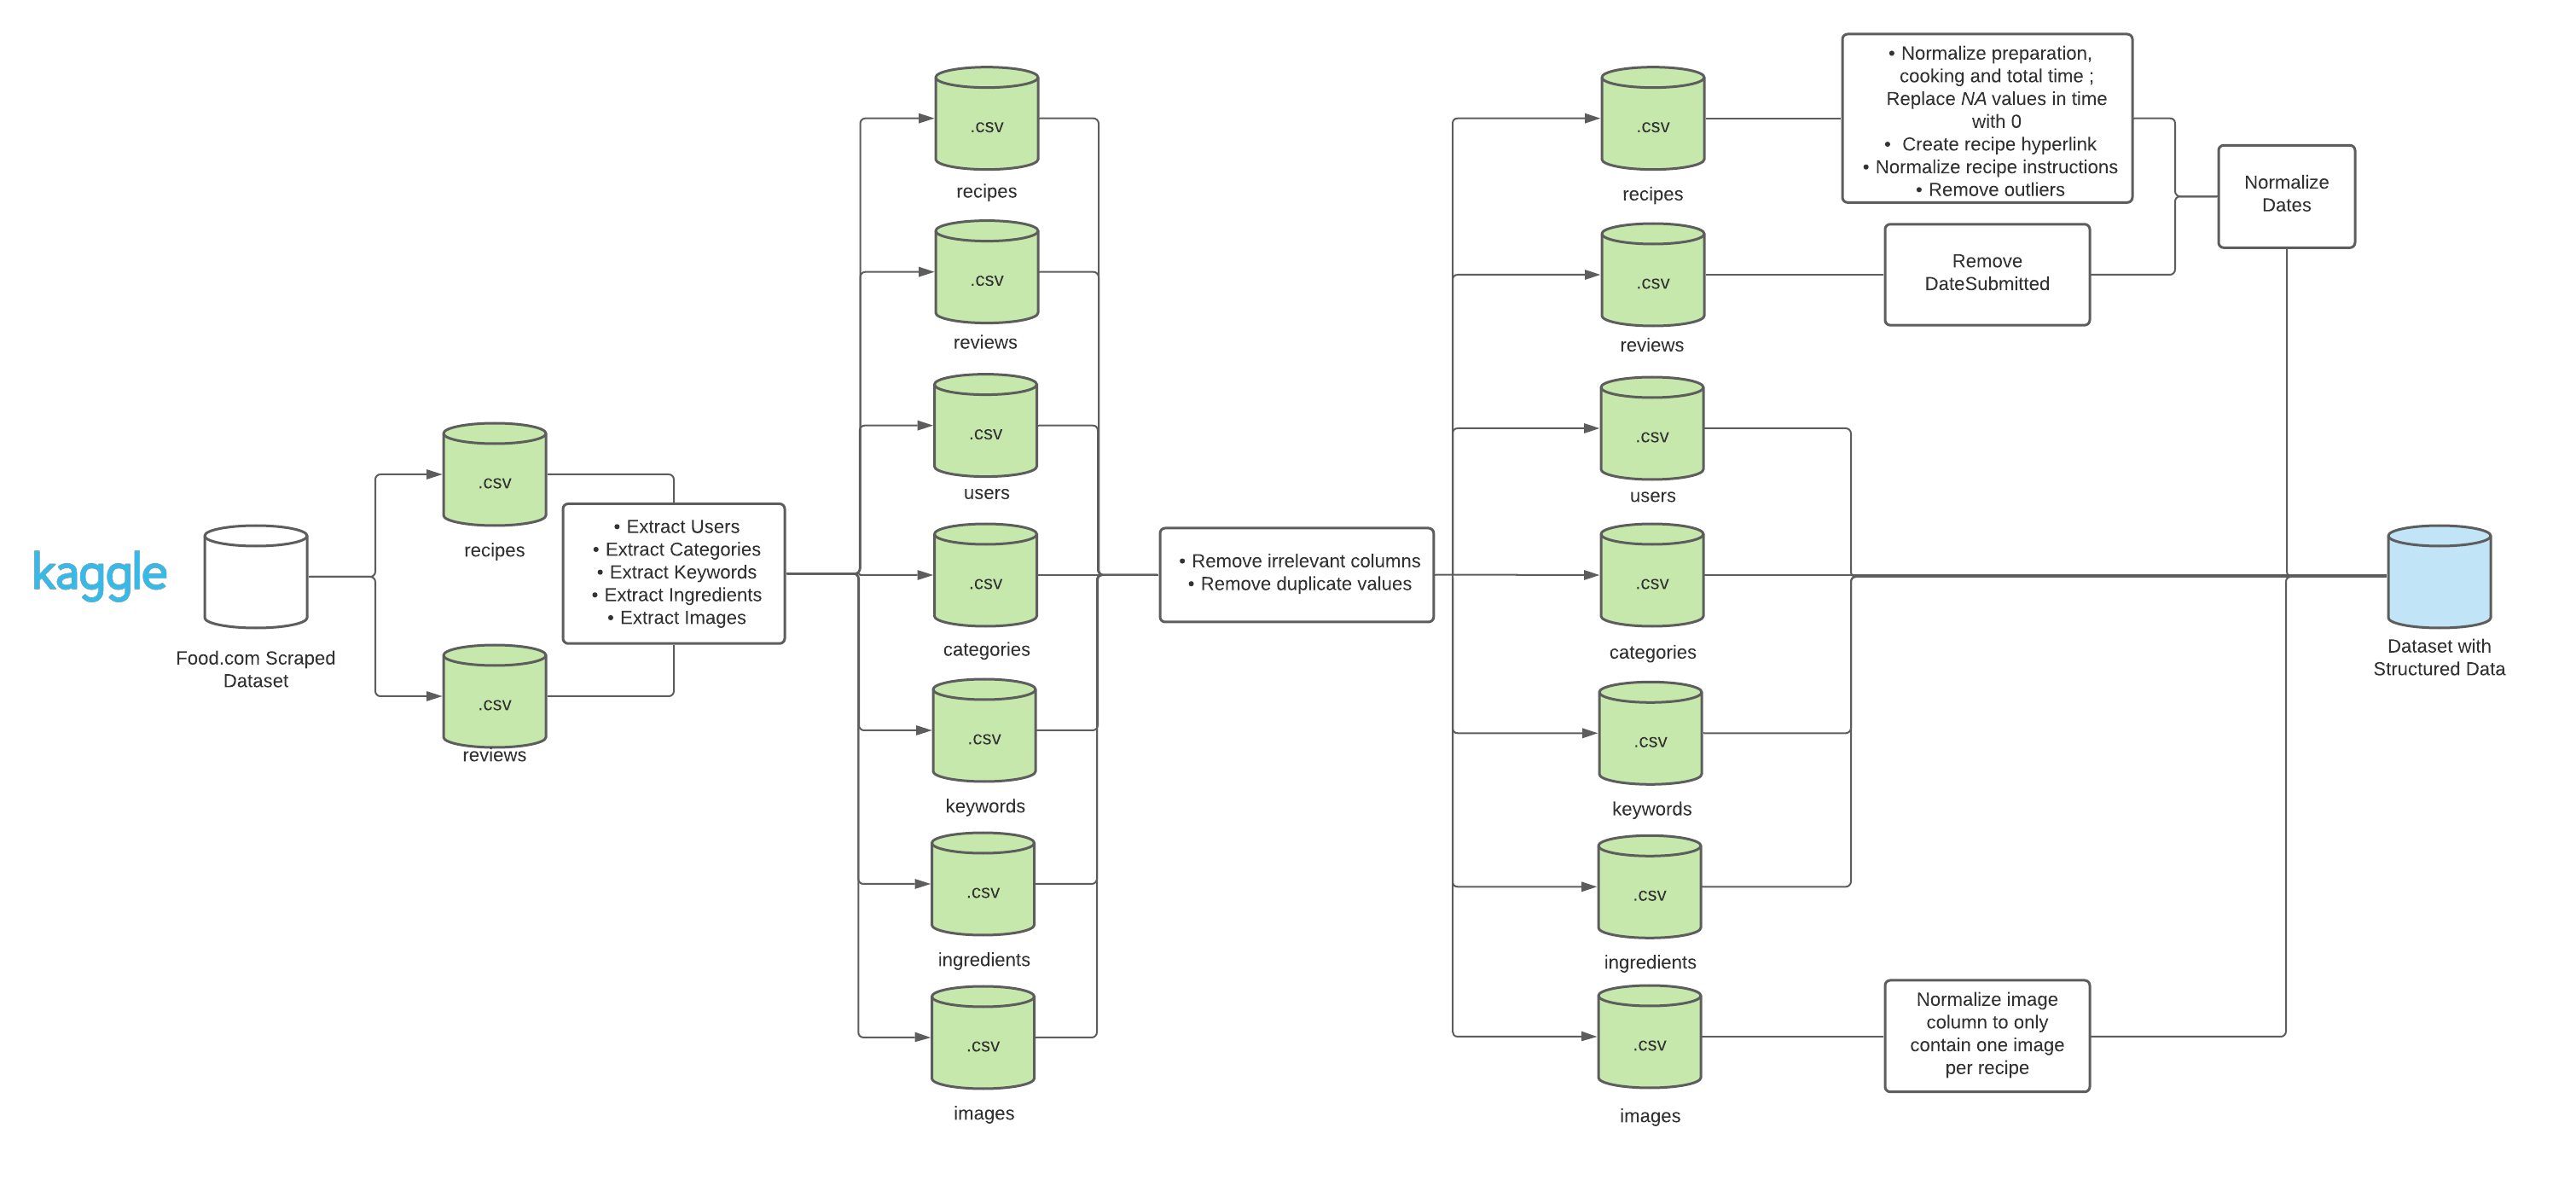 kaggle
Food.com Scraped
Dataset
.csv
recipes
.csv
reviews
• Extract Users
• Extract Categories
• Extract Keywords
• Extract Ingredients
• Extract Images
.csv
recipes
.csv
reviews
.csv
users
.csv
categories
.csv
keywords
.csv
ingredients
.csv
images
• Remove irrelevant columns
• Remove duplicate values
.csv
recipes
.csv
reviews
.csv
users
.csv
categories
.csv
keywords
.csv
ingredients
.csv
images
• Normalize preparation,
cooking and total time ;
Replace NA values in time
with 0
• Create recipe hyperlink
• Normalize recipe instructions
• Remove outliers
Remove
DateSubmitted
Normalize
Dates
Normalize image
column to only
contain one image
per recipe
Dataset with
Structured Data